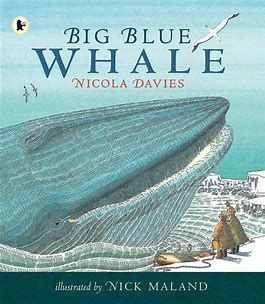 BIG BLUE
WHALE
NICOLA DAVIES
illustrated by NICK MALAND